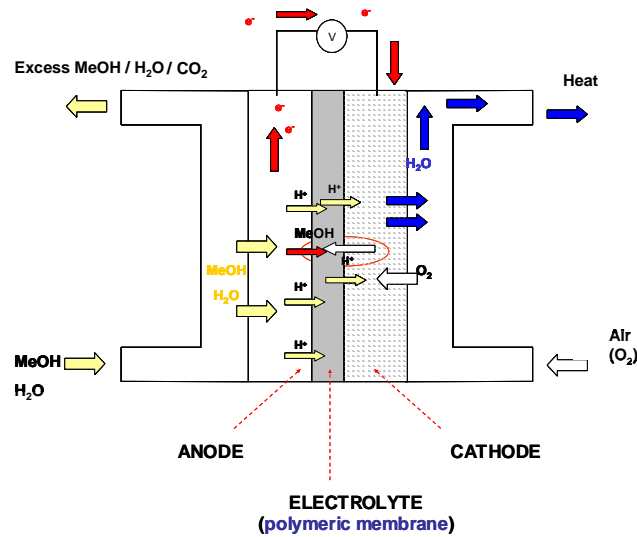 e-
e-
V
Excess MeOH / H2O / CO2
Heat
e-
e-
H2O
H+
H+
MeOH
H+
MeOH
O2
H2O
H+
H+
MeOH
H2O
Air
(O2)
ANODE
CATHODE
ELECTROLYTE
(polymeric membrane)